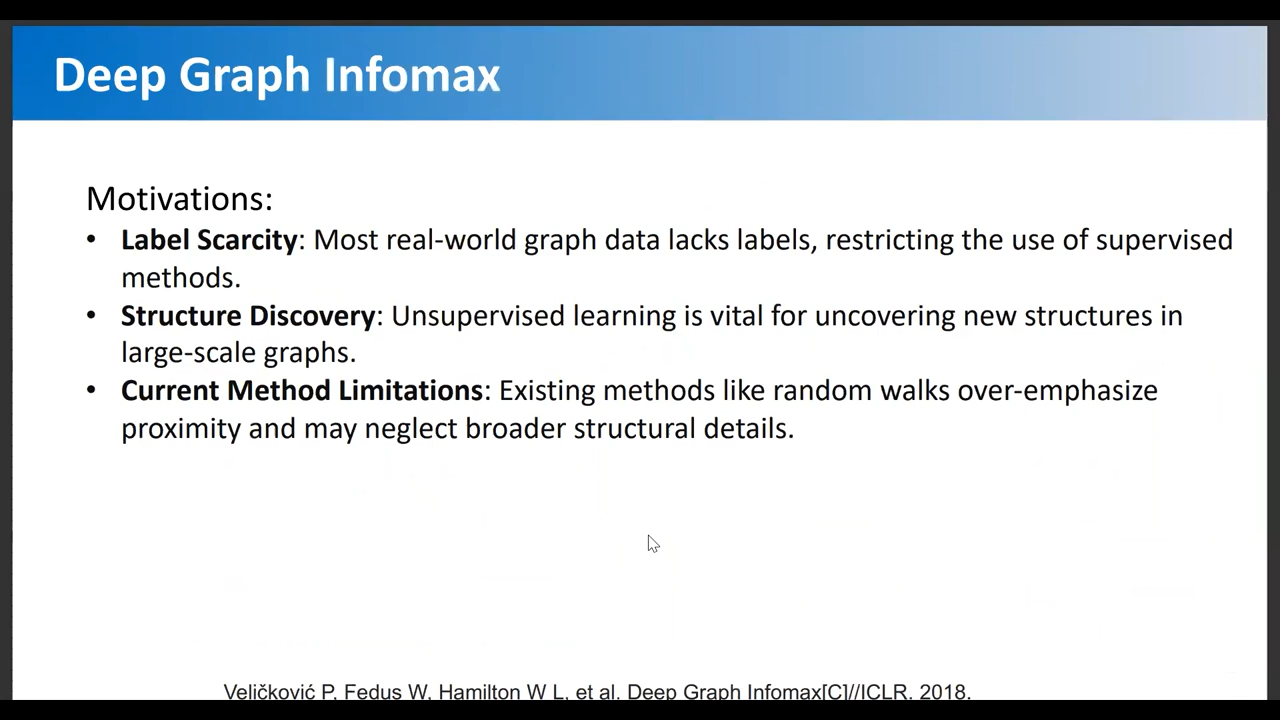 Deep Graph Infomax
Motivations:
• Label Scarcity: Most real-world graph data lacks labels, restricting the use of supervised
methods.
• Structure Discovery: Unsupervised learning is vital for uncovering new structures in
large-scale graphs.
• Current Method Limitations: Existing methods like random walks over-emphasize
proximity and may neglect broader structural details.
Veličković P, Fedus W, Hamilton W L, et al. Deep Graph Infomax[C]//ICLR. 2018.